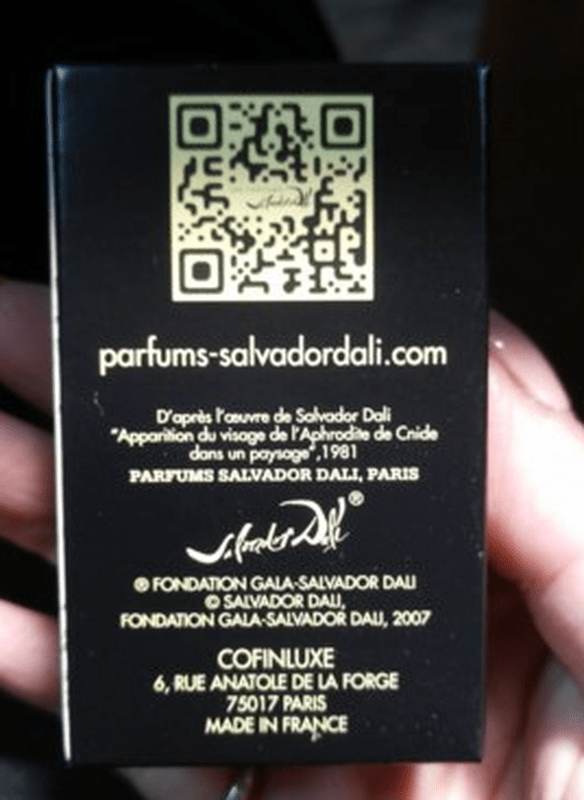 parfums-salvadordali.com
D'après l'œuvre de Salvador Dali
"Apparition du visage de l'Aphrodite de Cnide
dans un paysage",1981
PARFUMS SALVADOR DALI, PARIS
Salvador Dalí®
® FONDATION GALA-SALVADOR DALI
© SALVADOR DALI,
FONDATION GALA-SALVADOR DALI, 2007
COFINLUXE
6, RUE ANATOLE DE LA FORGE
75017 PARIS
MADE IN FRANCE